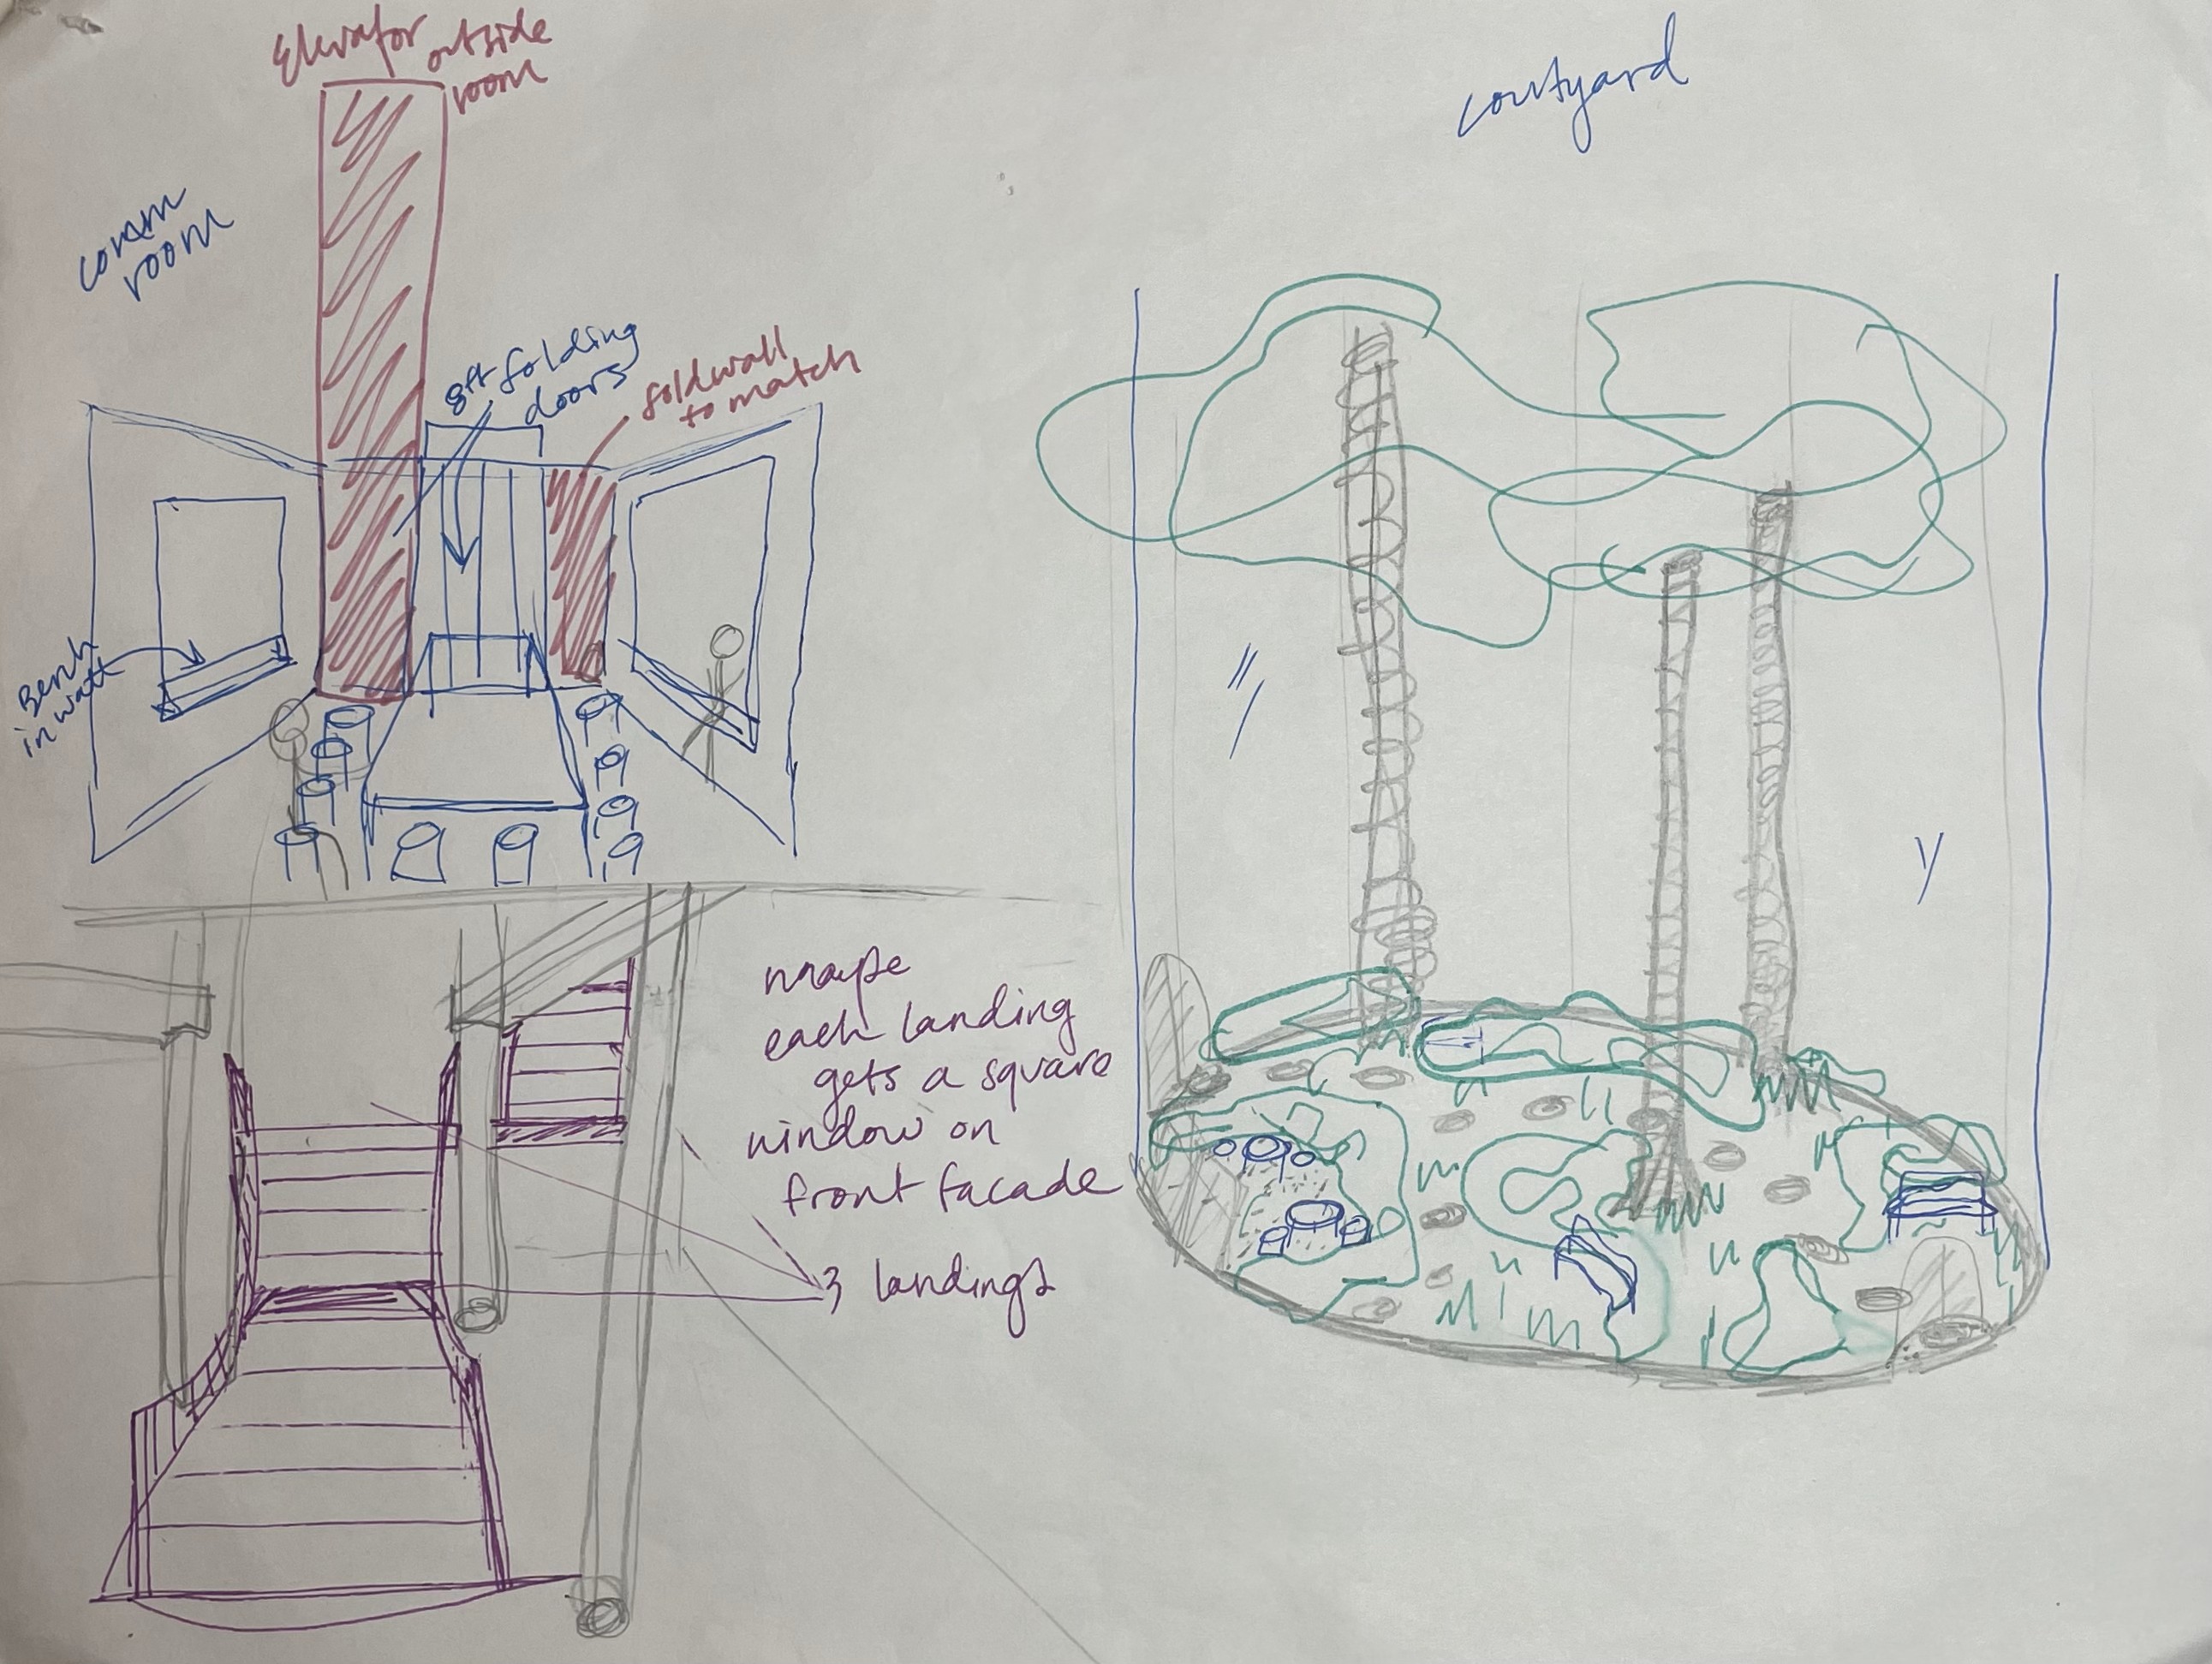 Elevator outside
room
comm
room
8ft folding
doors
solid wall
to match
Bench
in wall
maybe
each landing
gets a square
window on
front facade
3 landings
courtyard